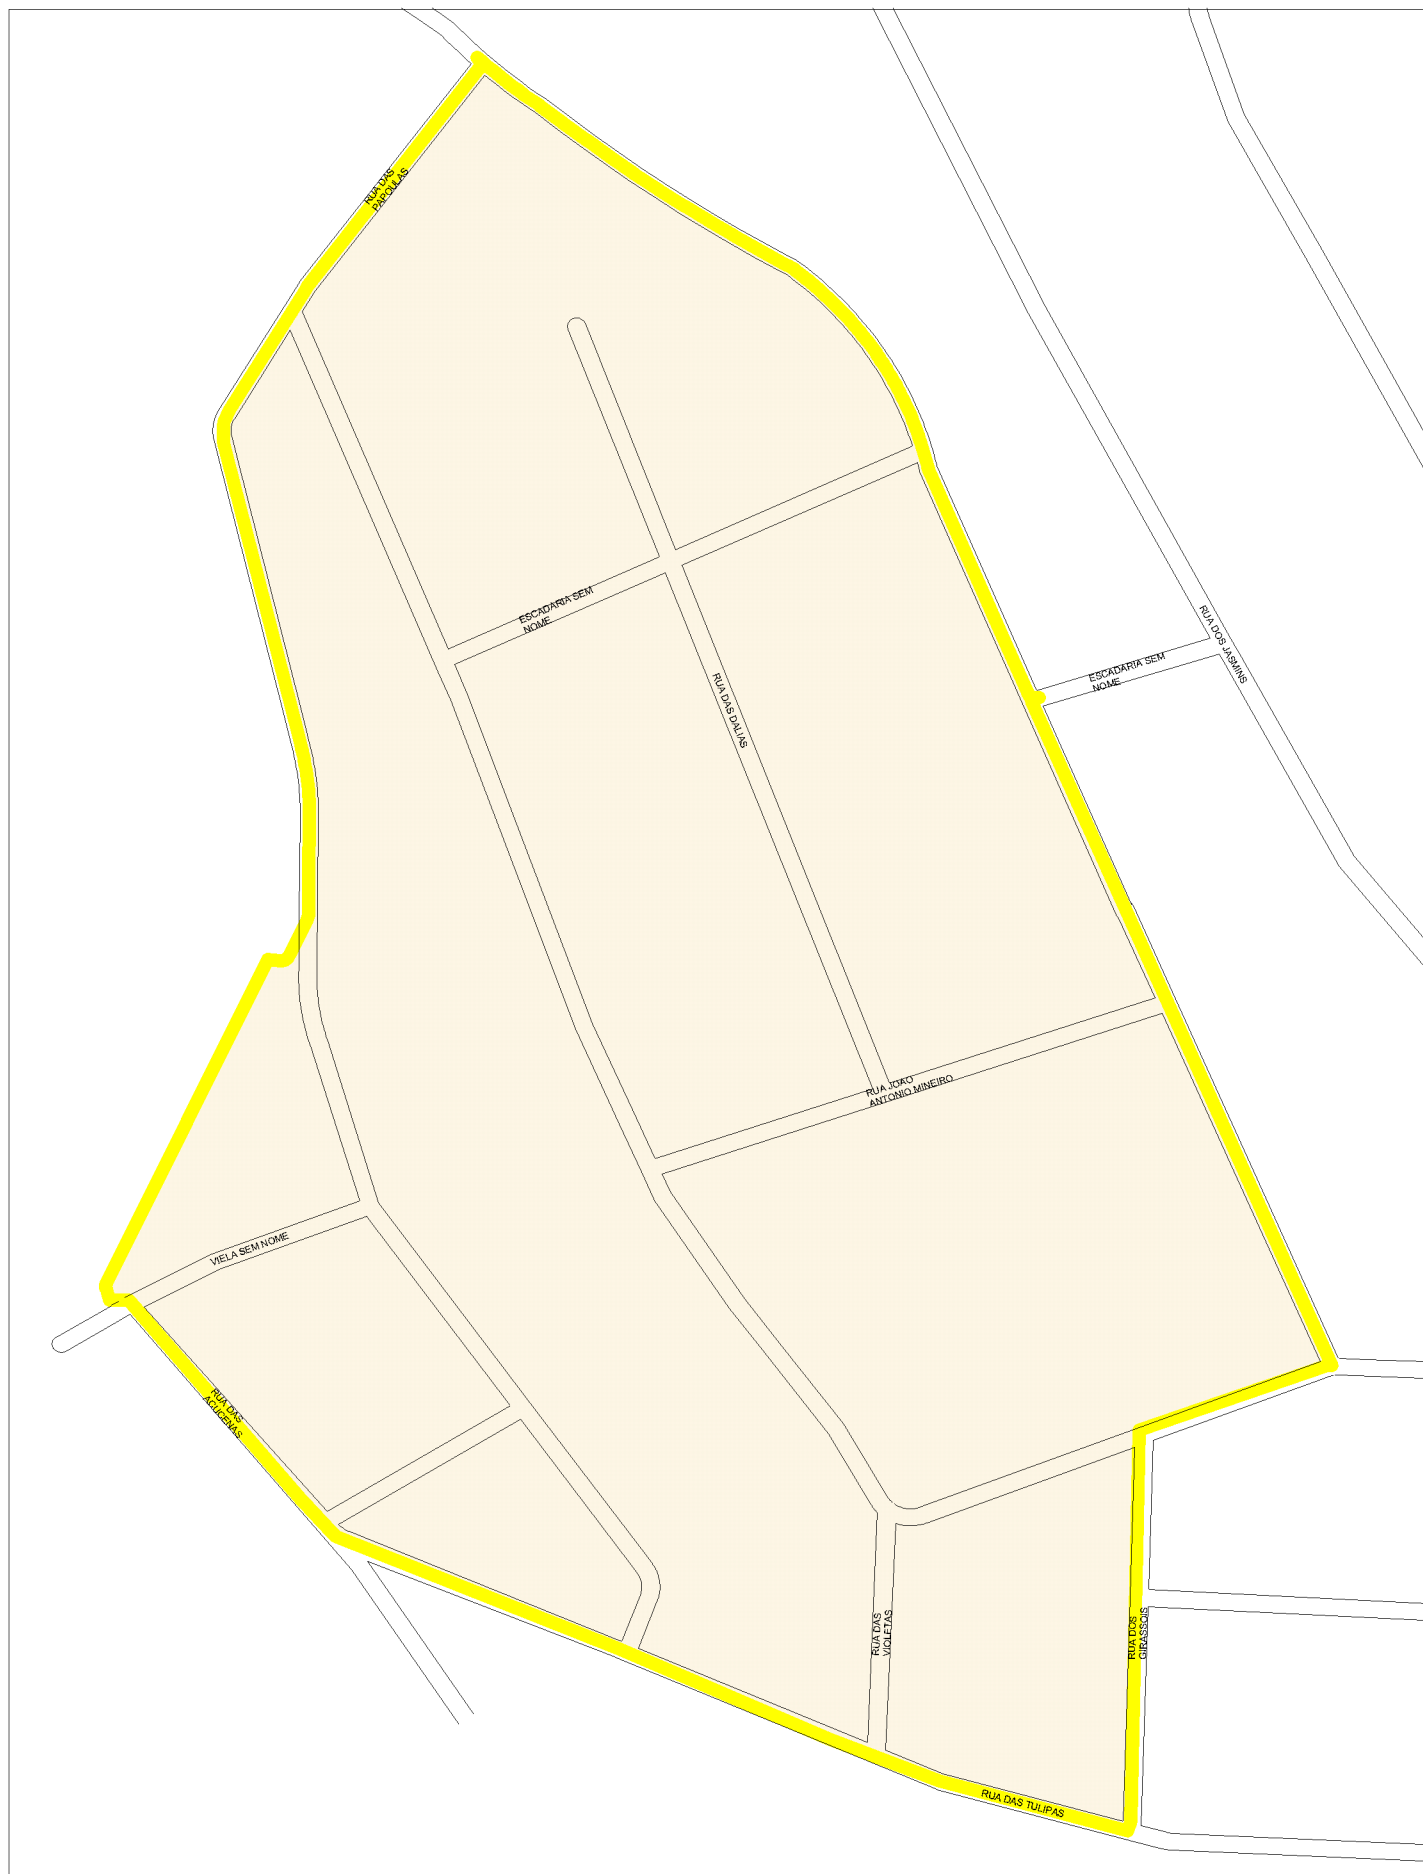 RUA DAS
PAPOULAS
ESCADARIA SEM
NOME
RUA DOS JASMINS
ESCADARIA SEM
NOME
RUA DAS DALIAS
RUA JOAO
ANTONIO MINEIRO
VIELA SEM NOME
RUA DAS
ACUCENAS
RUA DAS
VIOLETAS
RUA DOS
GIRASSOIS
RUA DAS TULIPAS